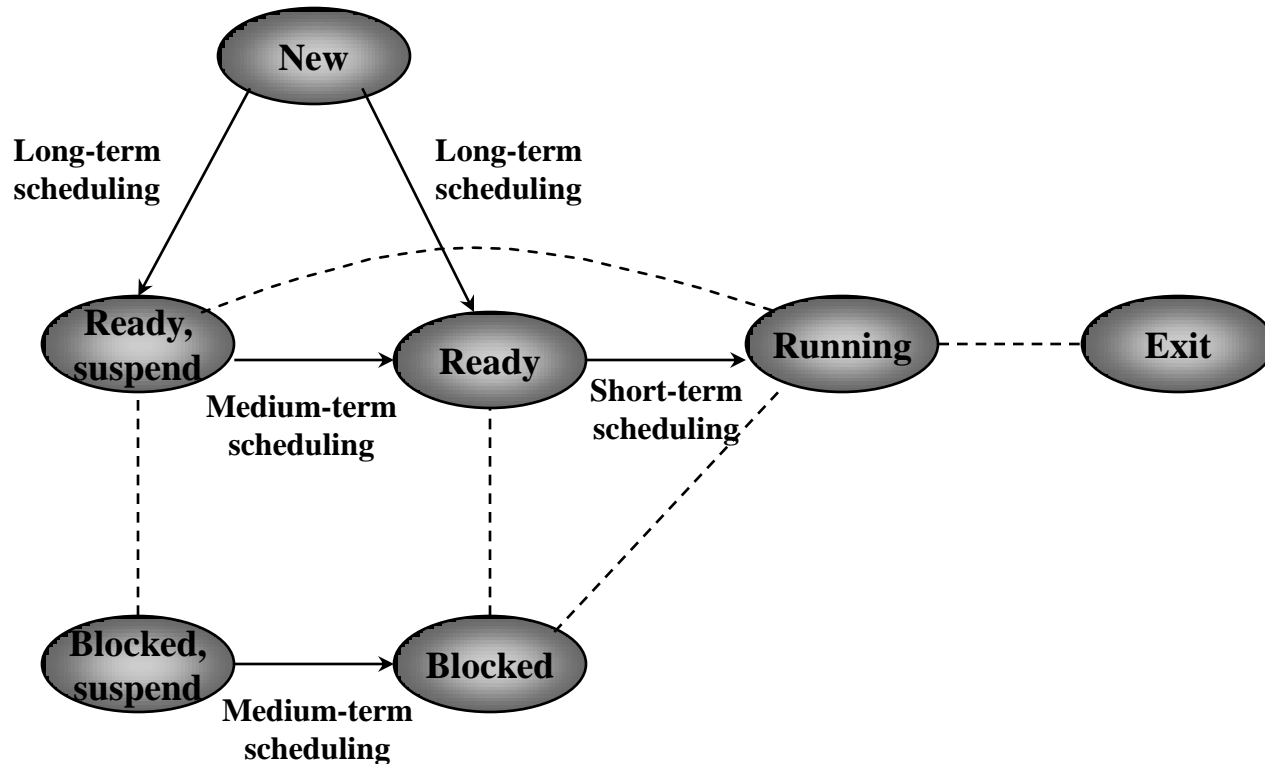 New
Long-term
scheduling
Long-term
scheduling
Ready,
suspend
Ready
Running
Exit
Medium-term
scheduling
Short-term
scheduling
Blocked,
suspend
Blocked
Medium-term
scheduling